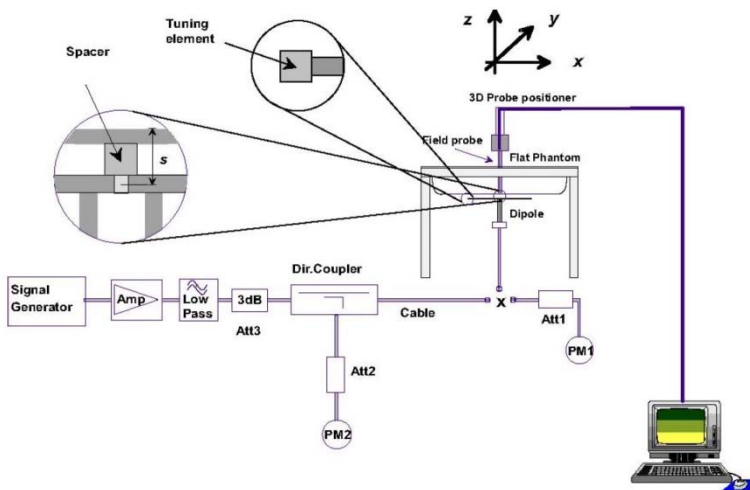 Tuning
element
z
y
x
Spacer
3D Probe positioner
Field probe
Flat Phantom
s
Dipole
Dir.Coupler
Signal
Generator
Amp
Low
Pass
3dB
Att3
Cable
x
Att1
PM1
Att2
PM2